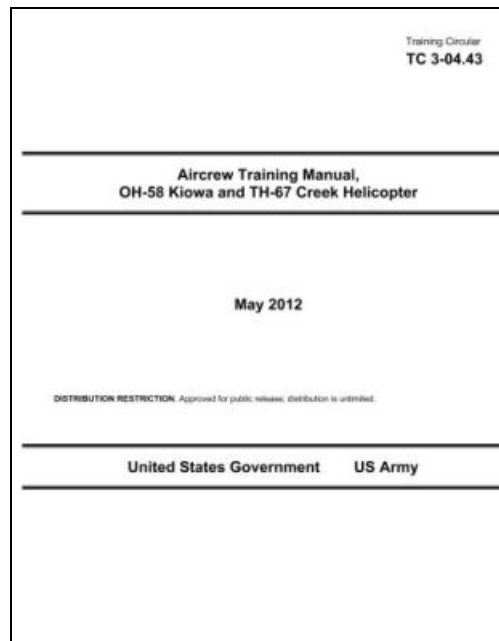 Training Circular
TC 3-04.43
Aircrew Training Manual,
OH-58 Kiowa and TH-67 Creek Helicopter
May 2012
DISTRIBUTION RESTRICTION. Approved for public release; distribution is unlimited.
United States Government US Army